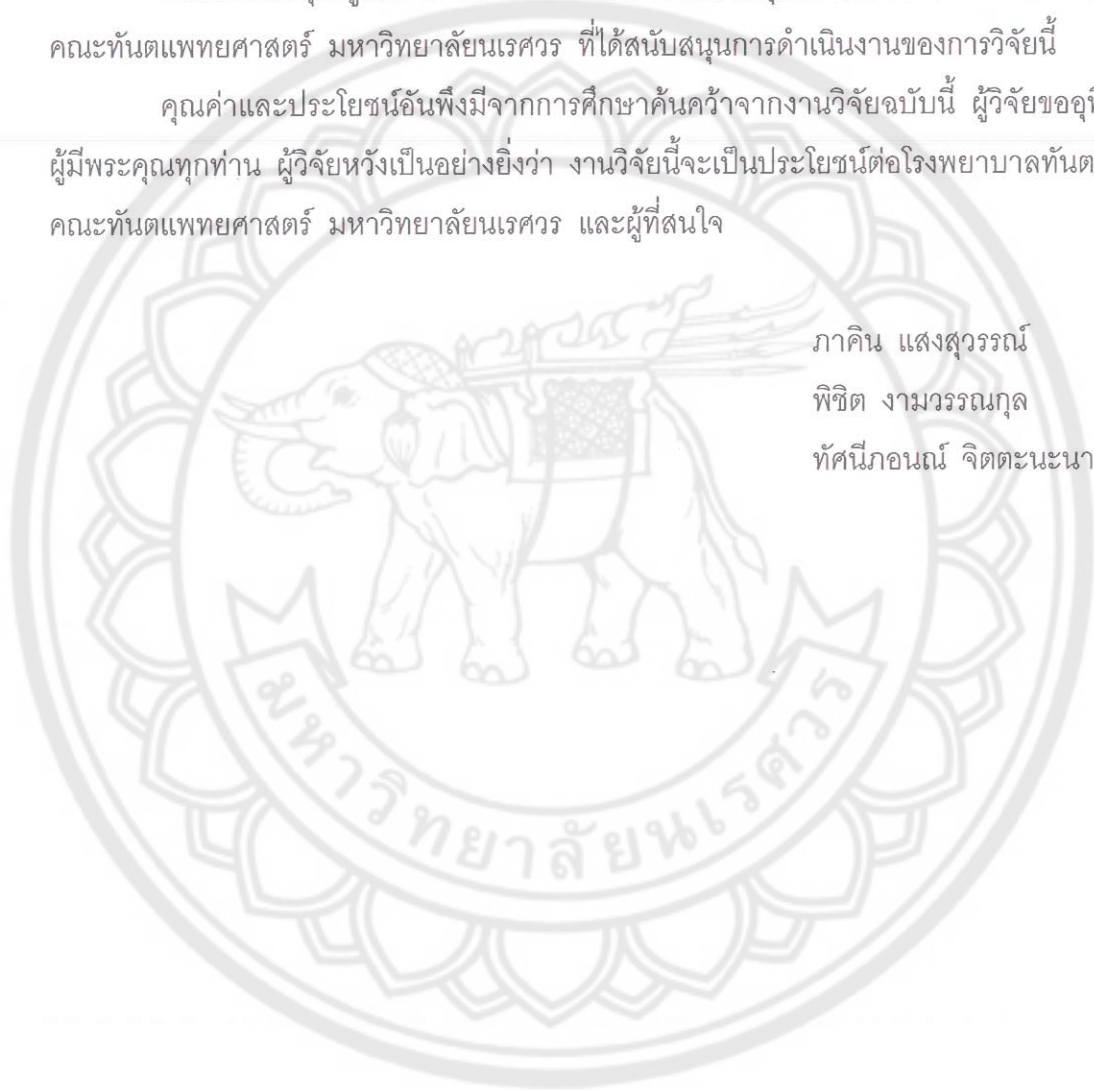 คณะทันตแพทยศาสตร์ มหาวิทยาลัยนเรศวร ที่ได้สนับสนุนการดำเนินงานของการวิจัยนี้
คุณค่าและประโยชน์อันพึงมีจากการศึกษาค้นคว้าจากงานวิจัยฉบับนี้ ผู้วิจัยขออุทิ
ผู้มีพระคุณทุกท่าน ผู้วิจัยหวังเป็นอย่างยิ่งว่า งานวิจัยนี้จะเป็นประโยชน์ต่อโรงพยาบาลทันต
คณะทันตแพทยศาสตร์ มหาวิทยาลัยนเรศวร และผู้ที่สนใจ
ภาคิน แสงสุวรรณ์
พิชิต งามวรรณกุล
ทัศนีภอนณ์ จิตตะนะนา
มหาวิทยาลัยนเรศวร